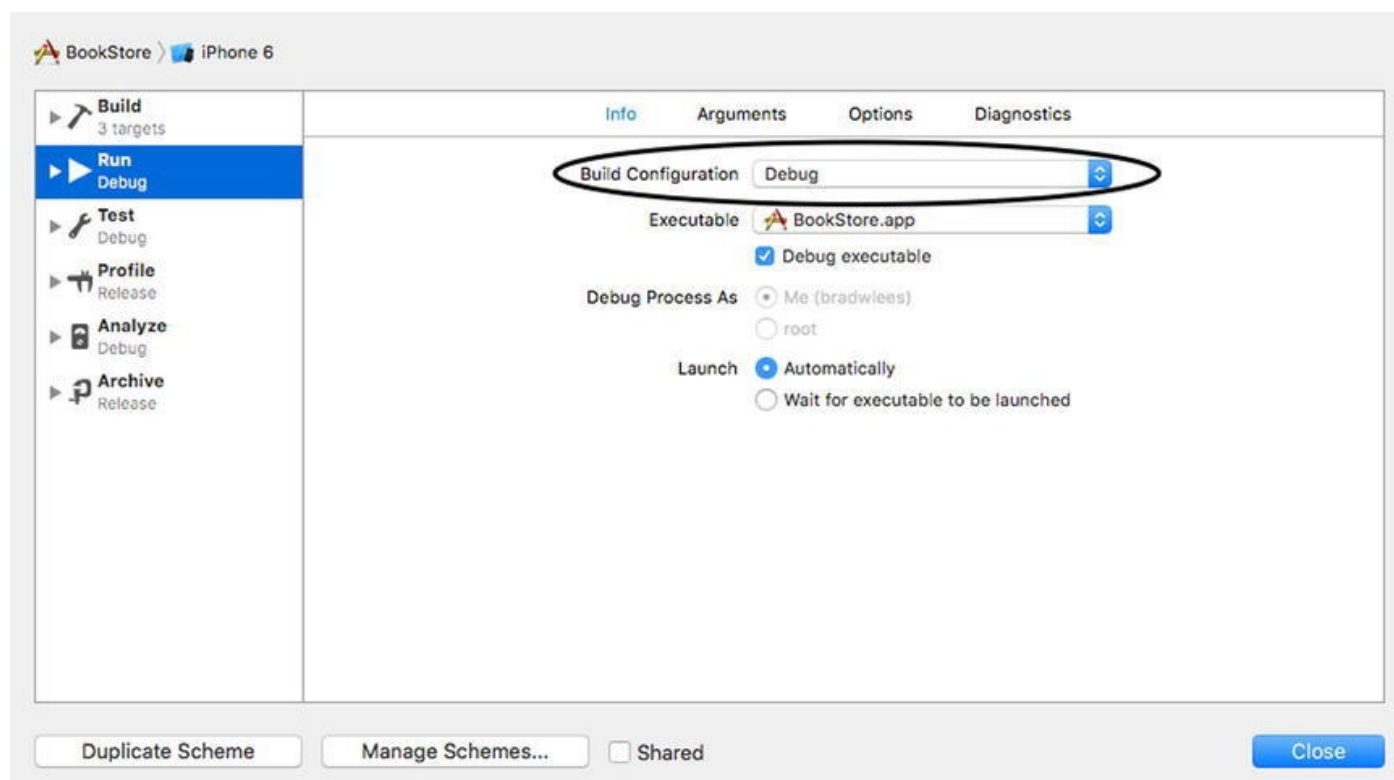 BookStore iPhone 6
Build
3 targets
Run
Debug
Test
Debug
Profile
Release
Analyze
Debug
Archive
Release
Info Arguments Options Diagnostics
Build Configuration Debug
Executable BookStore.app
Debug executable
Debug Process As Me (bradwlees)
root
Launch Automatically
Wait for executable to be launched
Duplicate Scheme Manage Schemes... Shared Close